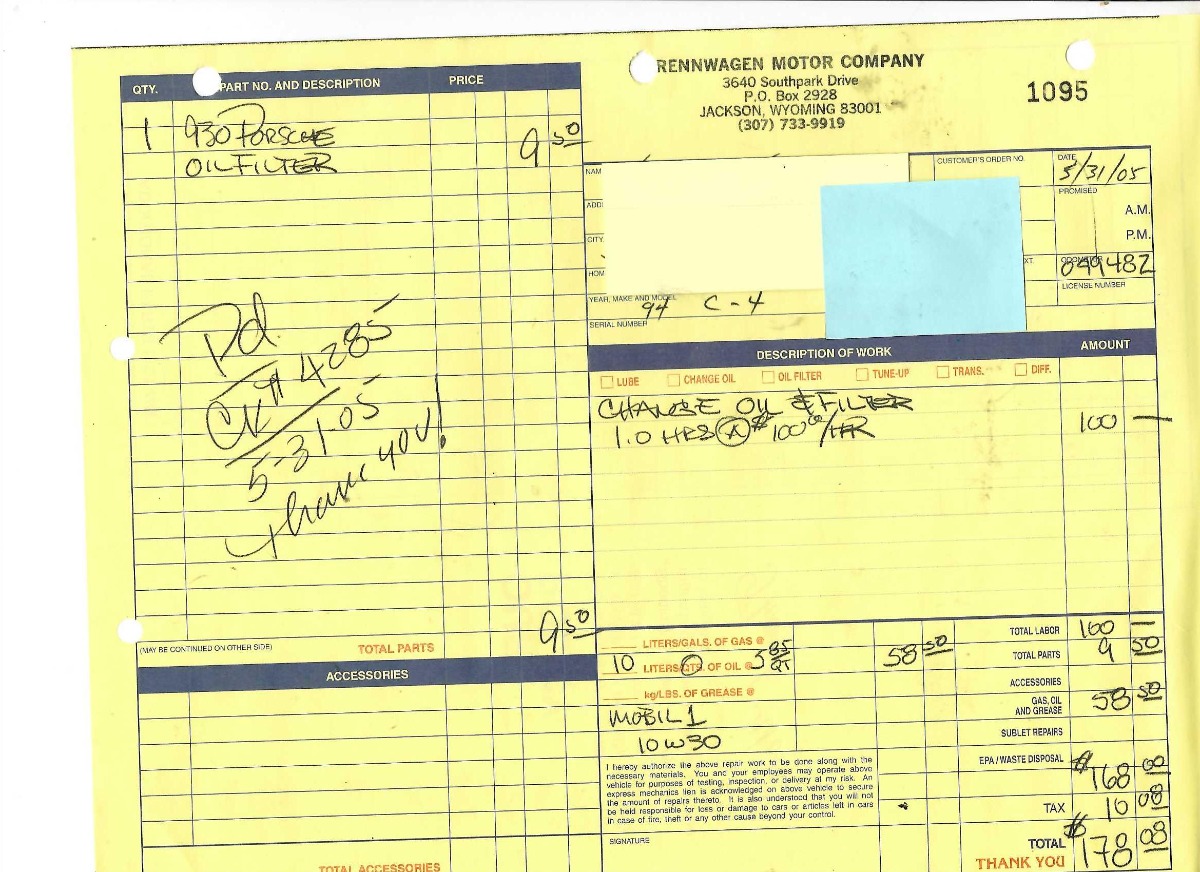 RENNWAGEN MOTOR COMPANY
3640 Southpark Drive
P.O. Box 2928
JACKSON, WYOMING 83001
(307) 733-9919
1095
QTY. PART NO. AND DESCRIPTION PRICE
1 930 PORSCHE 9 50
OIL FILTER
Pd.
CK# 4285
5-31-05
Thank you!
9 50
(MAY BE CONTINUED ON OTHER SIDE) TOTAL PARTS
ACCESSORIES
TOTAL ACCESSORIES
CUSTOMER'S ORDER NO. DATE
5/31/05
NAM
PROMISED
ADD
A.M.
CITY
P.M.
HOM
XT.
049482
LICENSE NUMBER
YEAR, MAKE AND MODEL
94 C-4
SERIAL NUMBER
DESCRIPTION OF WORK AMOUNT
LUBE CHANGE OIL OIL FILTER TUNE-UP TRANS. DIFF.
CHANGE OIL & FILTER
1.0 HRS @ $100 00/HR 100 —
LITERS/GALS. OF GAS @
10 LITERS/QTS. OF OIL @ 5 85 QT 58 50
kg/LBS. OF GREASE @
MOBIL 1
10W30
TOTAL LABOR 100 —
TOTAL PARTS 9 50
ACCESSORIES
GAS, OIL
AND GREASE 58 50
SUBLET REPAIRS
EPA / WASTE DISPOSAL $168 00
TAX 10 08
TOTAL $178 08
THANK YOU
I hereby authorize the above repair work to be done along with the
necessary materials. You and your employees may operate above
vehicle for purposes of testing, inspection, or delivery at my risk. An
express mechanics lien is acknowledged on above vehicle to secure
the amount of repairs thereto. It is also understood that you will not
be held responsible for loss or damage to cars or articles left in cars
in case of fire, theft or any other cause beyond your control.
SIGNATURE